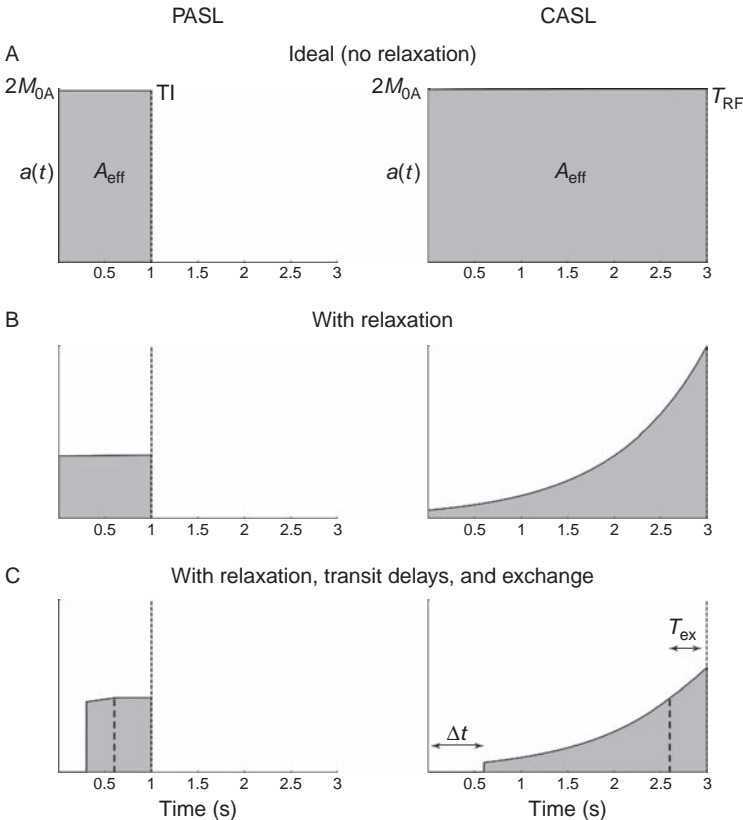 PASL CASL
A Ideal (no relaxation)
2M0A TI 2M0A TRF
a(t) Aeff a(t) Aeff
0.5 1 1.5 2 2.5 3 0.5 1 1.5 2 2.5 3
B With relaxation
0.5 1 1.5 2 2.5 3 0.5 1 1.5 2 2.5 3
C With relaxation, transit delays, and exchange
Tex
Δt
0.5 1 1.5 2 2.5 3 0.5 1 1.5 2 2.5 3
Time (s) Time (s)